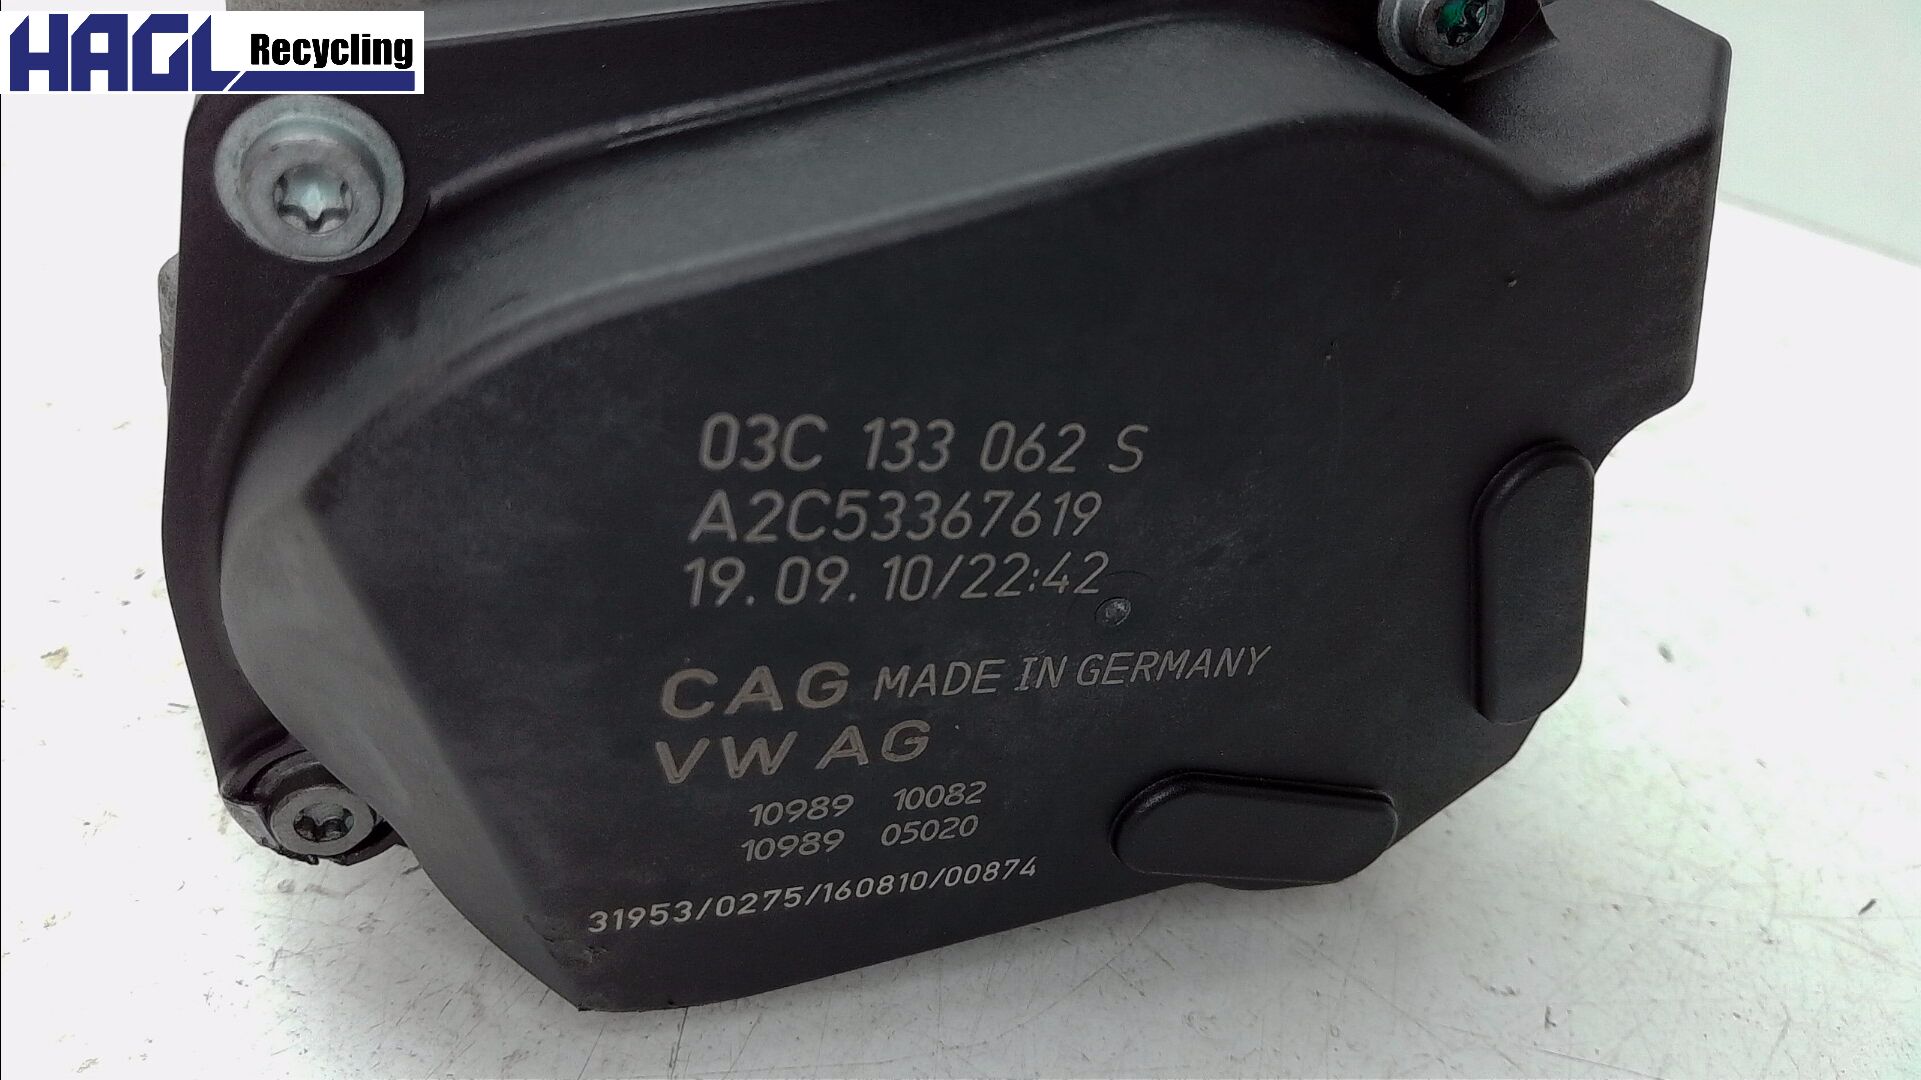 HAGL Recycling
03C 133 062 S
A2C53367619
19.09.10/22:42
CAG MADE IN GERMANY
VW AG
10989 10082
10989 05020
31953/0275/160810/00874